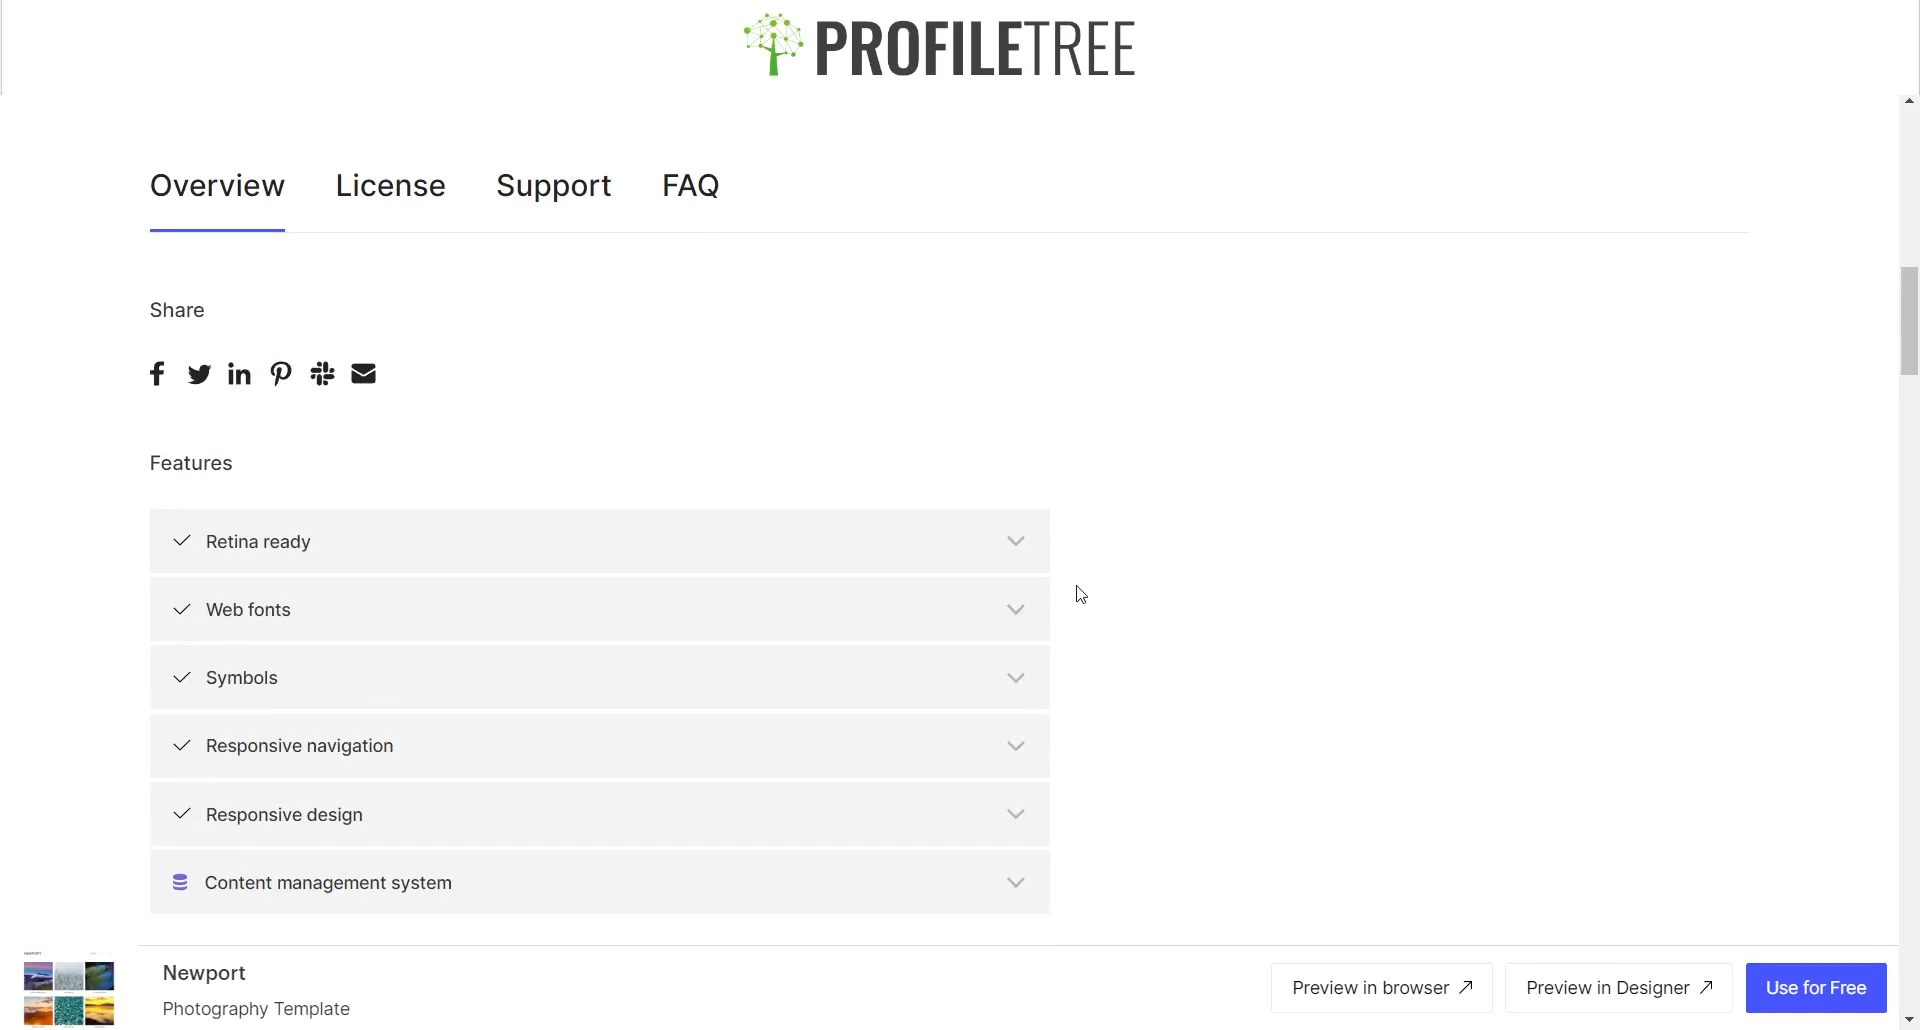 PROFILETREE
Overview License Support FAQ
Share
Features
Retina ready
Web fonts
Symbols
Responsive navigation
Responsive design
Content management system
Newport
Photography Template
Preview in browser
Preview in Designer
Use for Free